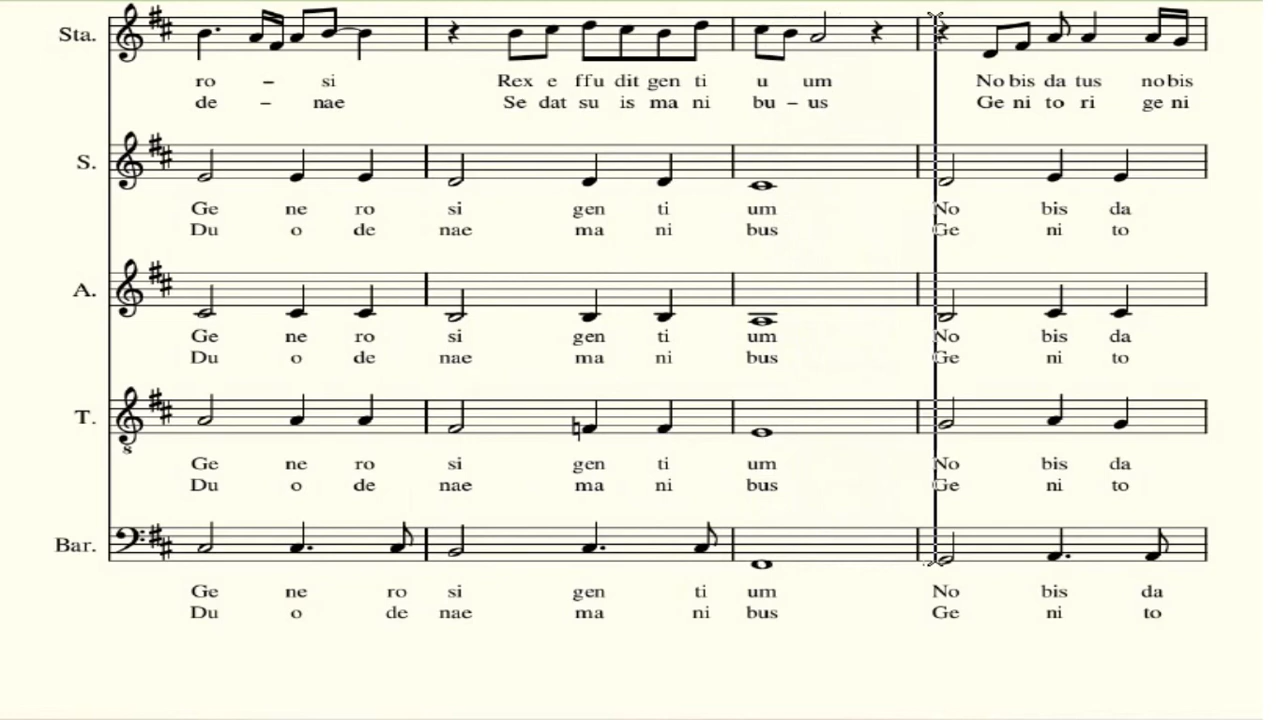 Sta.
ro – si Rex e ffu dit gen ti u um No bis da tus no bis
de – nae Se dat su is ma ni bu – us Ge ni to ri ge ni
S.
Ge ne ro si gen ti um No bis da
Du o de nae ma ni bus Ge ni to
A.
Ge ne ro si gen ti um No bis da
Du o de nae ma ni bus Ge ni to
T.
8
Ge ne ro si gen ti um No bis da
Du o de nae ma ni bus Ge ni to
Bar.
Ge ne ro si gen ti um No bis da
Du o de nae ma ni bus Ge ni to